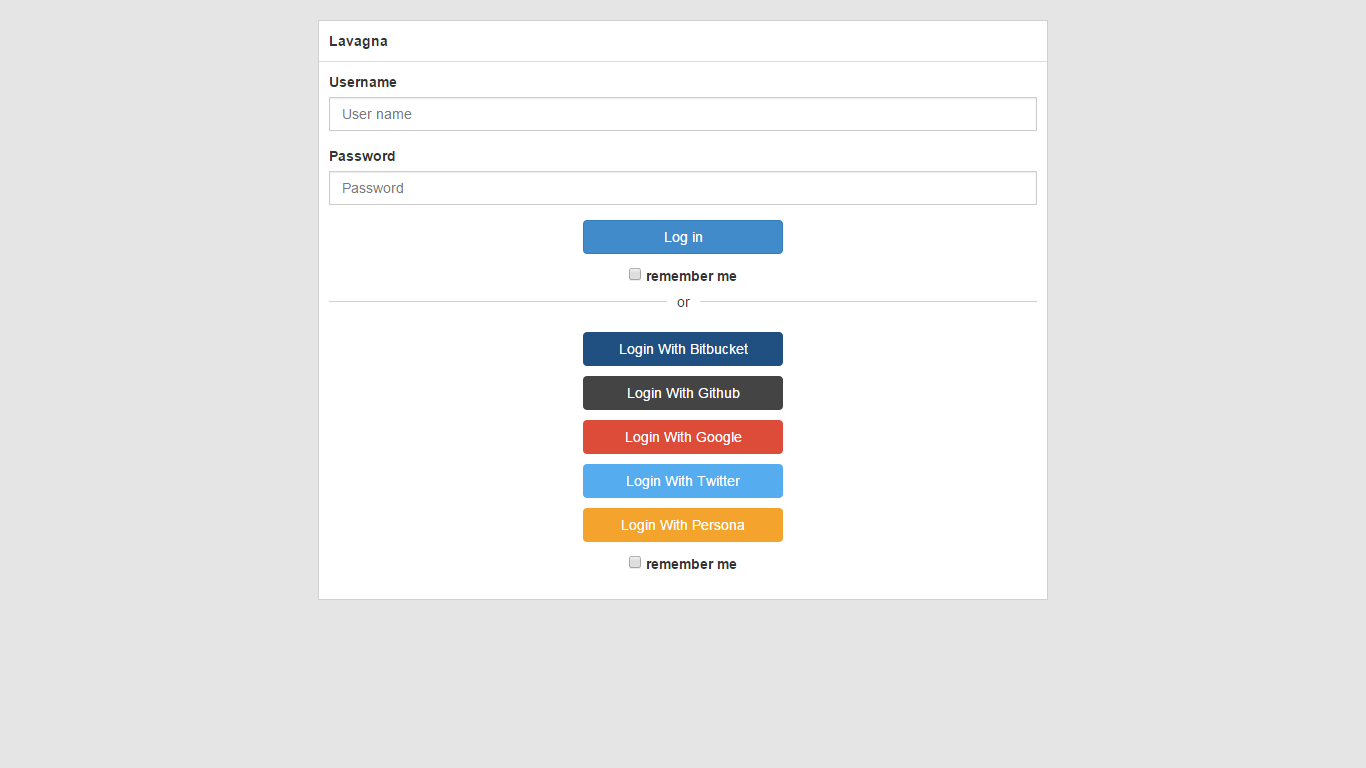 Lavagna
Username
User name
Password
Password
Log in
remember me
or
Login With Bitbucket
Login With Github
Login With Google
Login With Twitter
Login With Persona
remember me